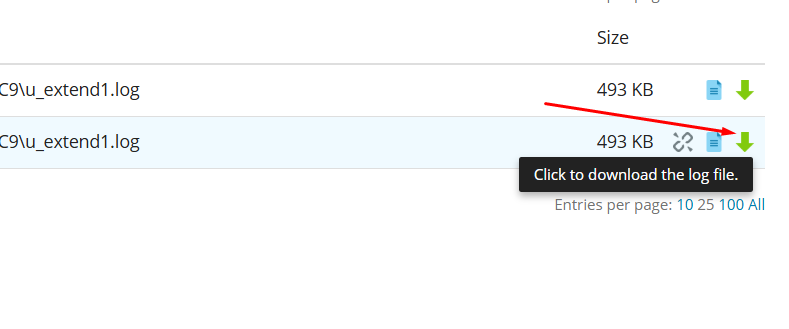 Size
C9\u_extend1.log 493 KB
C9\u_extend1.log 493 KB
Click to download the log file.
Entries per page: 10 25 100 All